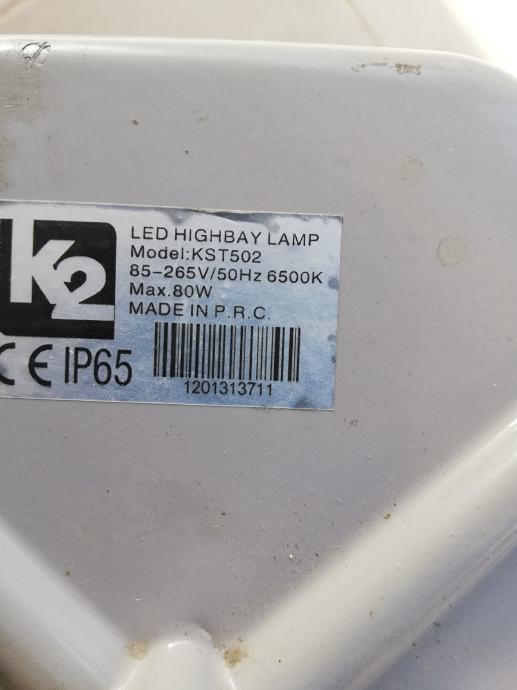 K2
LED HIGHBAY LAMP
Model:KST502
85-265V/50Hz 6500K
Max.80W
MADE IN P.R.C.
CE IP65
1201313711